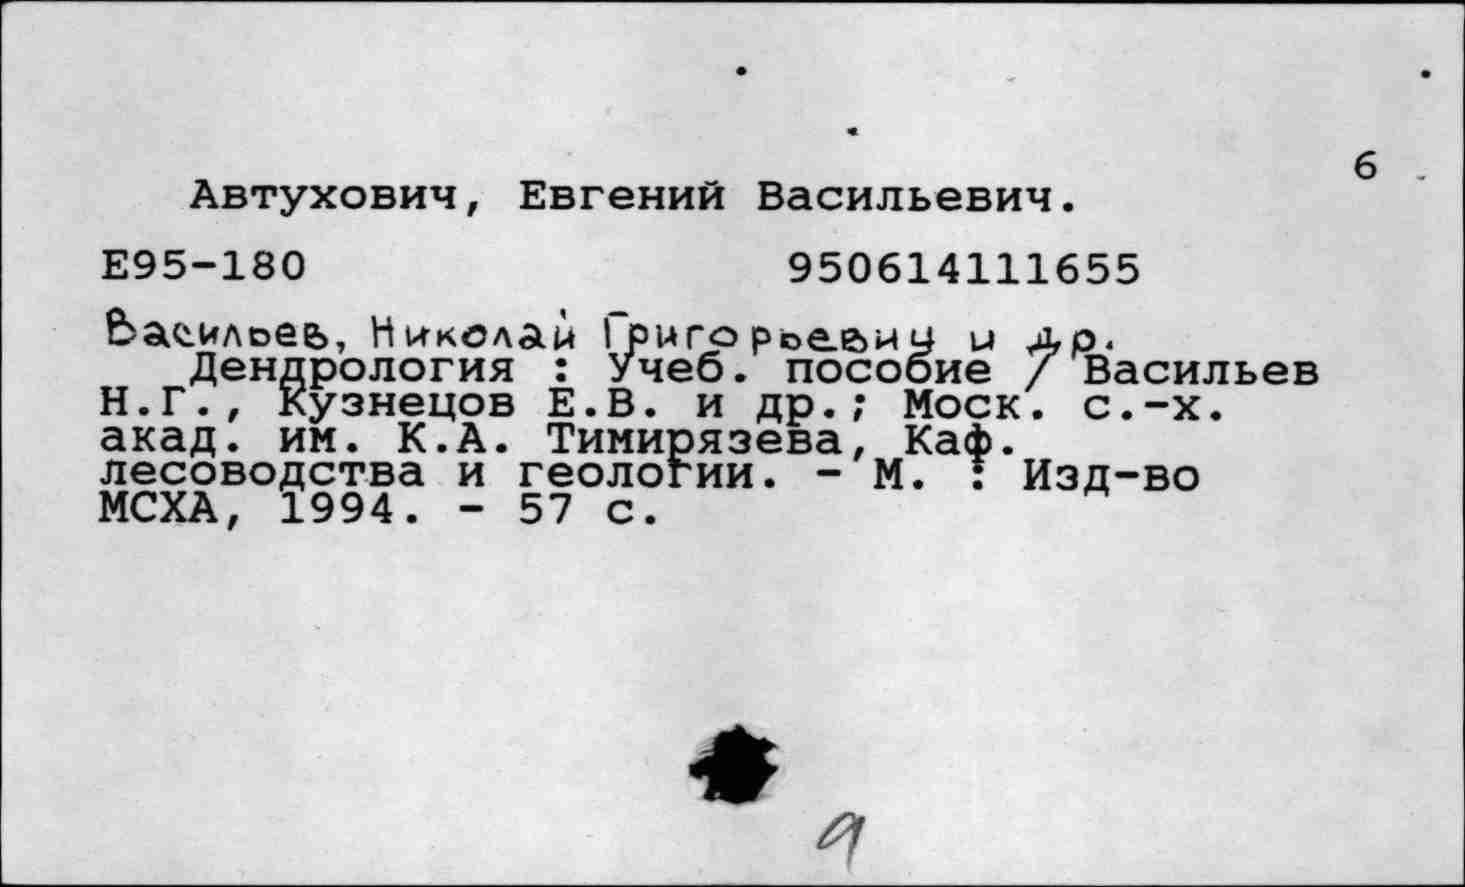 6
Автухович, Евгений Васильевич.
Е95-180 950614111655
Васильев, Николай Григорьевич и др.
Дендрология : Учеб. пособие / Васильев
Н.Г., Кузнецов Е.В. и др.; Моск. с.-х.
акад. им. К.А. Тимирязева, Каф.
лесоводства и геологии. - М. : Изд-во
МСХА, 1994. - 57 с.